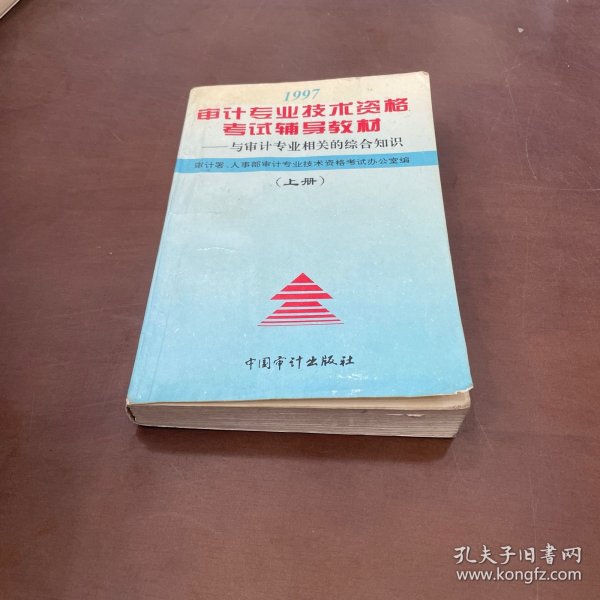 1997
审计专业技术资格
考试辅导教材
——与审计专业相关的综合知识
审计署、人事部审计专业技术资格考试办公室编
(上册)
中国审计出版社
孔夫子旧书网
www.kongfz.com